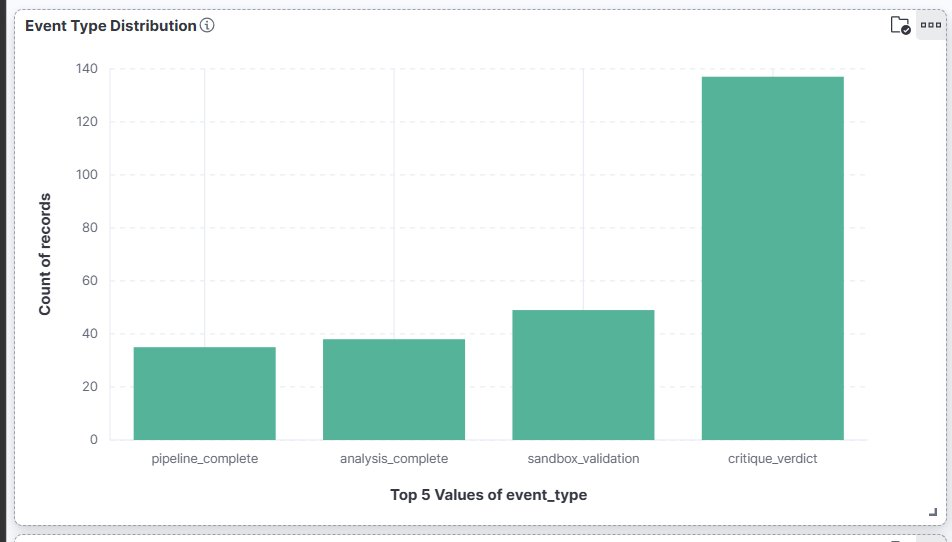 Event Type Distribution
140
120
100
80
60
40
20
0
Count of records
pipeline_complete
analysis_complete
sandbox_validation
critique_verdict
Top 5 Values of event_type